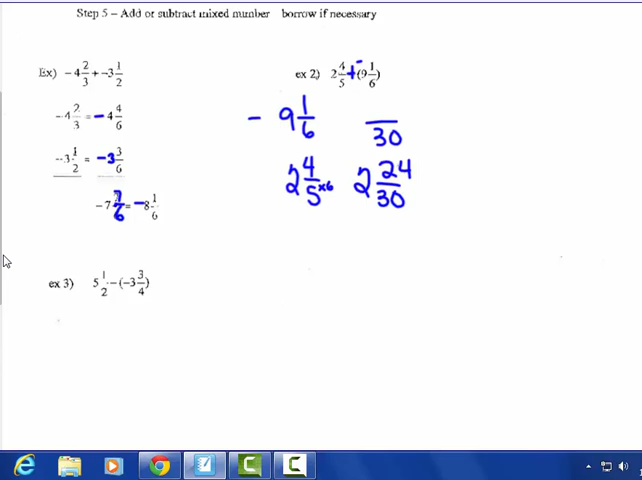 Step 5 – Add or subtract mixed number borrow if necessary
Ex) -4 2/3 + -3 1/2
-4 2/3 = -4 4/6
-3 1/2 = -3 3/6
-7 7/6 = -8 1/6
ex 2) 2 4/5 + (-9 1/6)
- 9 1/6 /30
2 4/5 ×6 2 24/30
ex 3) 5 1/2 - (-3 3/4)